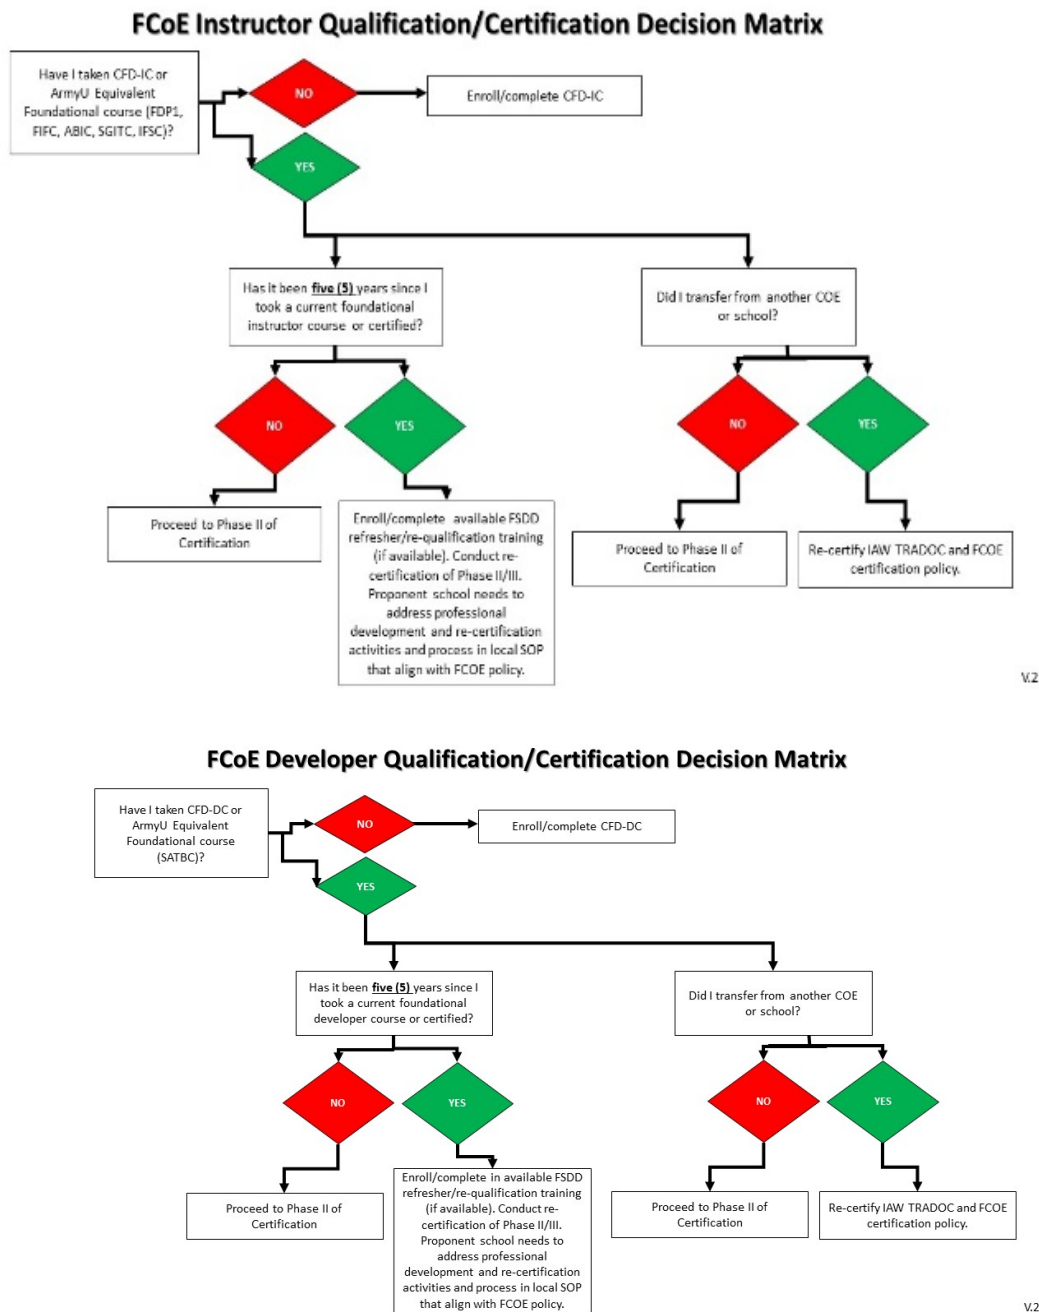 FCoE Instructor Qualification/Certification Decision Matrix
Have I taken CFD-IC or
ArmyU Equivalent
Foundational course (FDP1,
FIFC, ABIC, SGITC, IFSC)?
NO
Enroll/complete CFD-IC
YES
Has it been five (5) years since I
took a current foundational
instructor course or certified?
Did I transfer from another COE
or school?
NO
YES
NO
YES
Proceed to Phase II of
Certification
Enroll/complete available FSDD
refresher/re-qualification training
(if available). Conduct re-
certification of Phase II/III.
Proponent school needs to
address professional
development and re-certification
activities and process in local SOP
that align with FCOE policy.
Proceed to Phase II of
Certification
Re-certify IAW TRADOC and FCOE
certification policy.
V.2
FCoE Developer Qualification/Certification Decision Matrix
Have I taken CFD-DC or
ArmyU Equivalent
Foundational course
(SATBC)?
NO
Enroll/complete CFD-DC
YES
Has it been five (5) years since I
took a current foundational
developer course or certified?
Did I transfer from another COE
or school?
NO
YES
NO
YES
Proceed to Phase II of
Certification
Enroll/complete in available FSDD
refresher/re-qualification training
(if available). Conduct re-
certification of Phase II/III.
Proponent school needs to
address professional
development and re-certification
activities and process in local SOP
that align with FCOE policy.
Proceed to Phase II of
Certification
Re-certify IAW TRADOC and FCOE
certification policy.
V.2